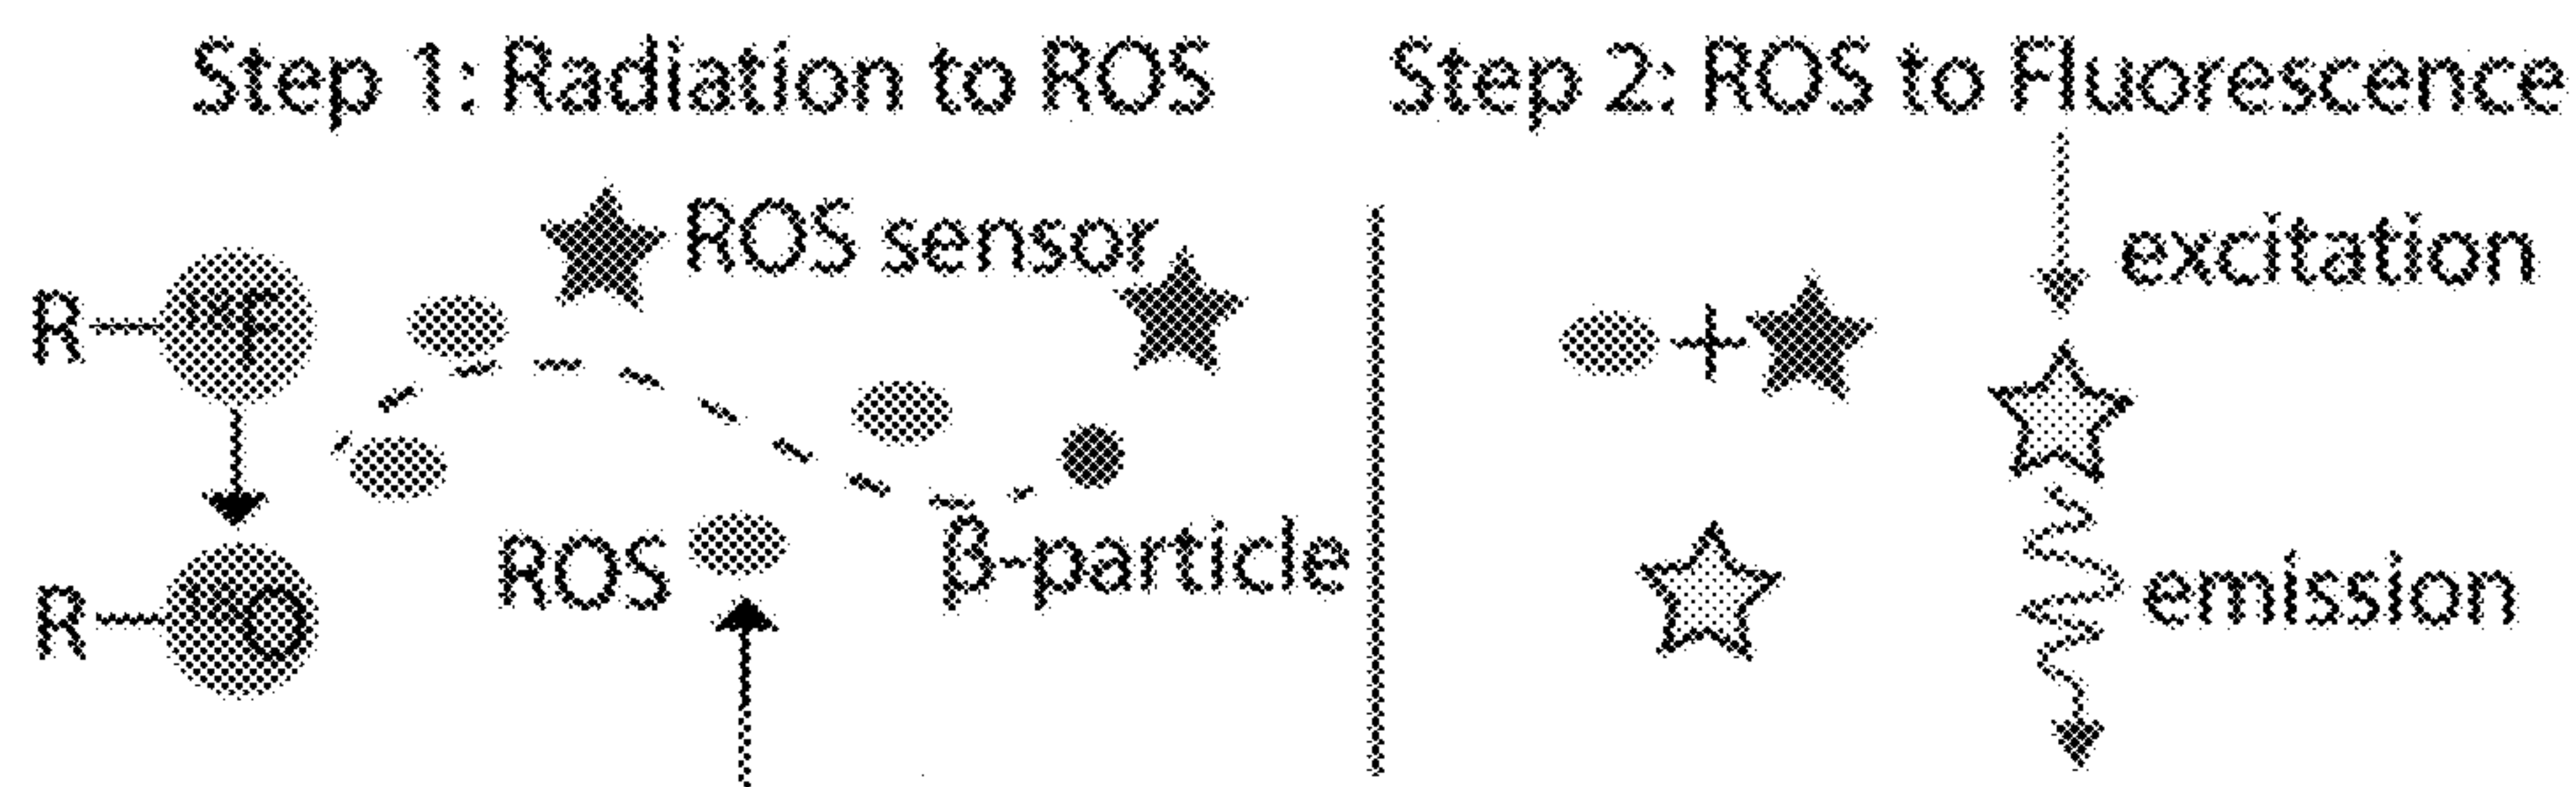 Step 1: Radiation to ROS
Step 2: ROS to Fluorescence
ROS sensor
excitation
R
F
ROS
β-particle
emission
R
O